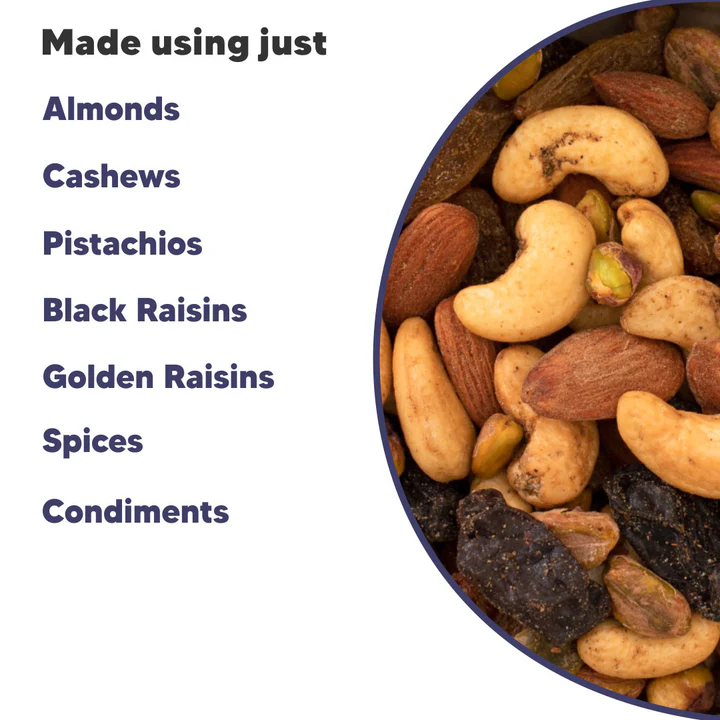 Made using just
Almonds
Cashews
Pistachios
Black Raisins
Golden Raisins
Spices
Condiments